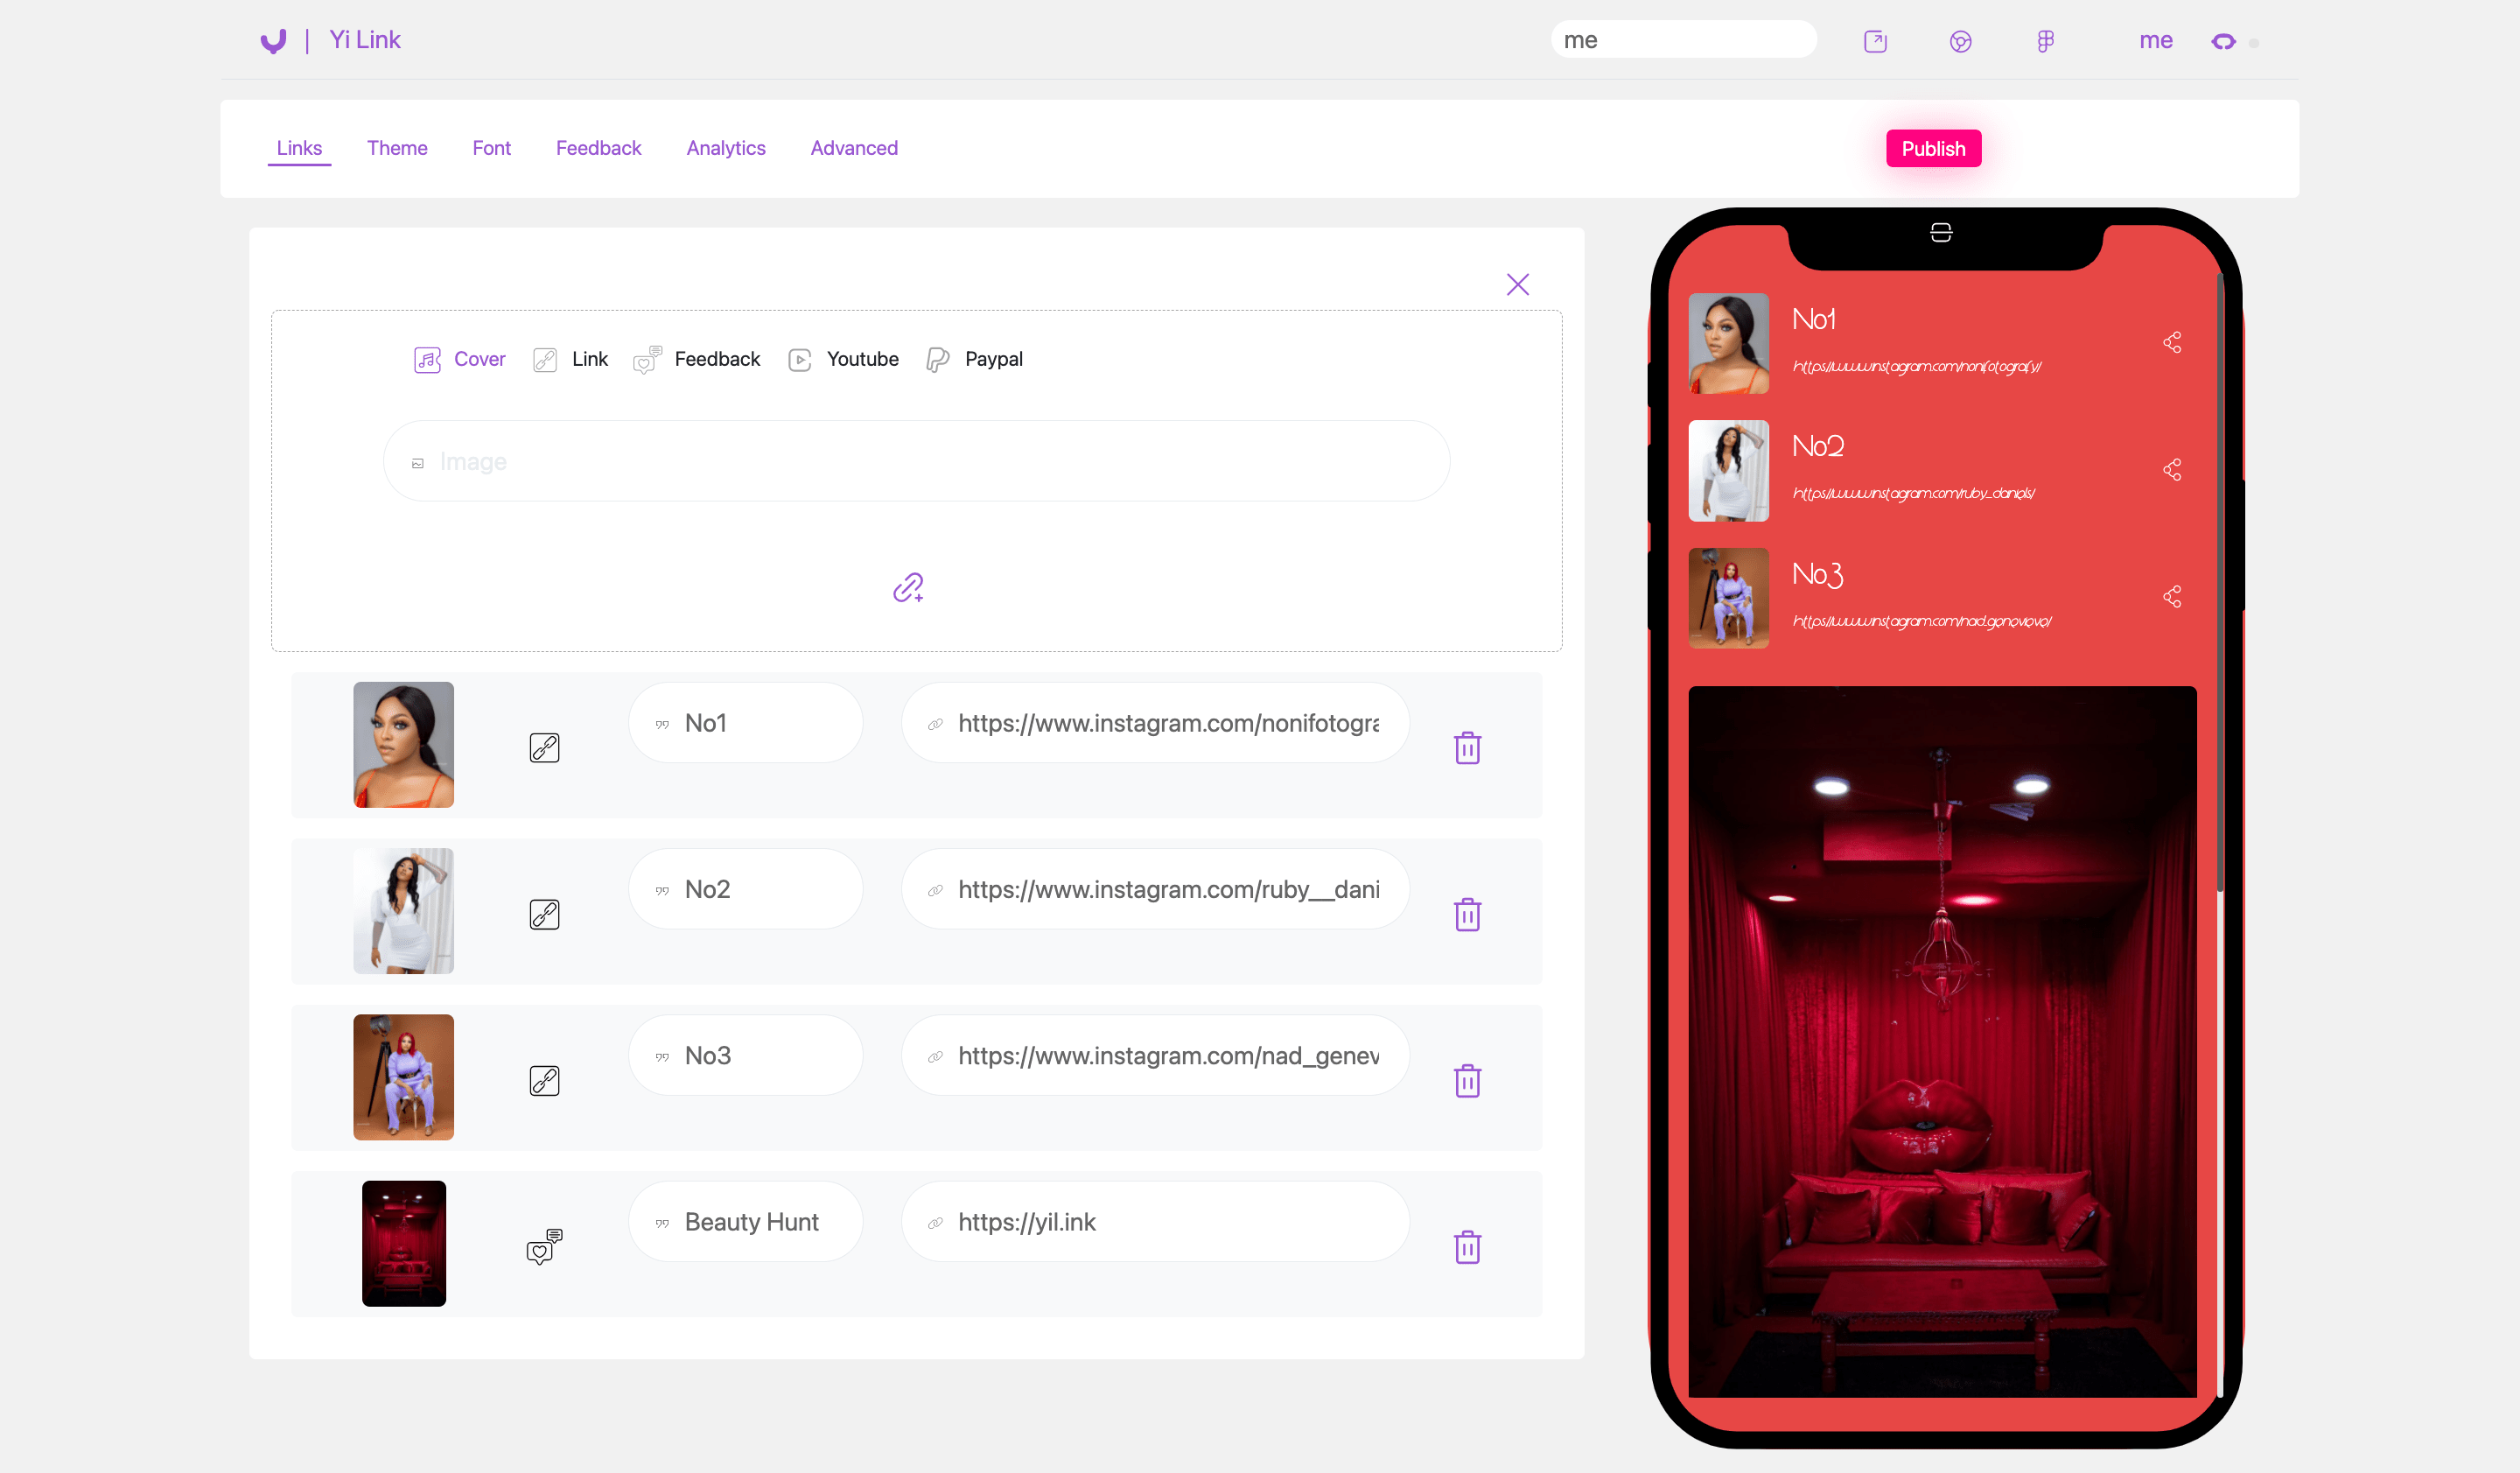 Yi Link
me
me
Links Theme Font Feedback Analytics Advanced
Publish
Cover Link Feedback Youtube Paypal
Image
No1
https://www.instagram.com/nonifotogra
No2
https://www.instagram.com/ruby__dani
No3
https://www.instagram.com/nad_genev
Beauty Hunt
https://yil.ink
No1
https://www.instagram.com/nonifotografy/
No2
https://www.instagram.com/ruby__daniels/
No3
https://www.instagram.com/nad_genevieve/